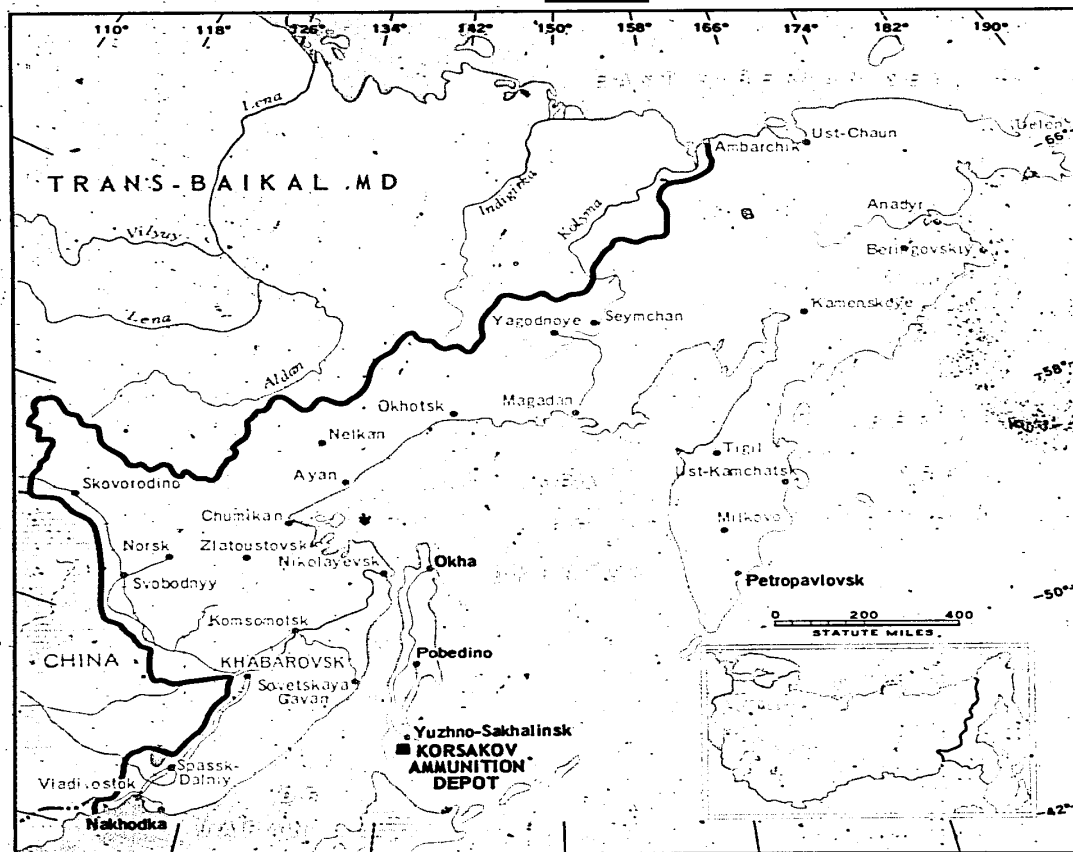 110° 118° 126° 134° 142° 150° 158° 166° 174° 182° 190°
Lena
Ust-Chaun
Ambarchik
66°
TRANS-BAIKAL MD
Indigirka
Kolyma
Anadyr
Vilyuy
Beringovskiy
Lena
Kamenskoye
Yagodnoye
Seymchan
58°
Aldan
Okhotsk
Magadan
Nelkan
Tigil
Ayan
Ust-Kamchatsk
Skovorodino
Chumikan
Milkovo
Norsk
Zlatoustovsk
Okha
Nikolayevsk
Svobodnyy
Petropavlovsk
50°
0 200 400
STATUTE MILES
Komsomolsk
CHINA
KHABAROVSK
Pobedino
Sovetskaya
Gavan
Yuzhno-Sakhalinsk
KORSAKOV
AMMUNITION
DEPOT
Spassk-
Dalniy
Vladivostok
42°
Nakhodka